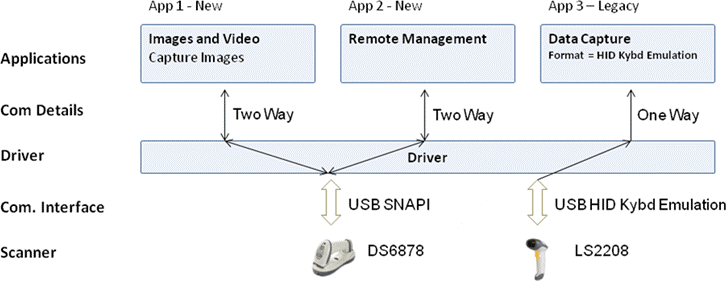 App 1 - New
App 2 - New
App 3 – Legacy
Applications
Images and Video
Capture Images
Remote Management
Data Capture
Format = HID Kybd Emulation
Com Details
Two Way
Two Way
One Way
Driver
Driver
Com. Interface
USB SNAPI
USB HID Kybd Emulation
Scanner
DS6878
LS2208